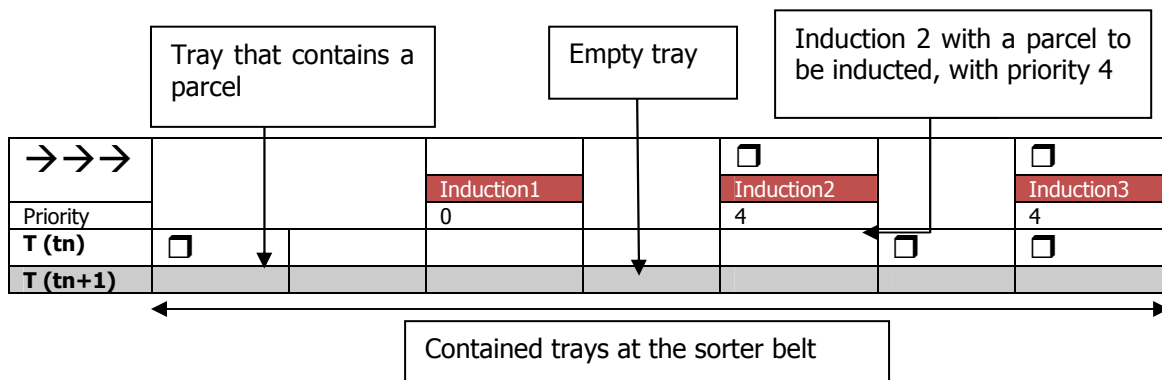 Tray that contains a
parcel
Empty tray
Induction 2 with a parcel to
be inducted, with priority 4
→→→
Induction1
Induction2
Induction3
Priority
0
4
4
T (tn)
T (tn+1)
Contained trays at the sorter belt